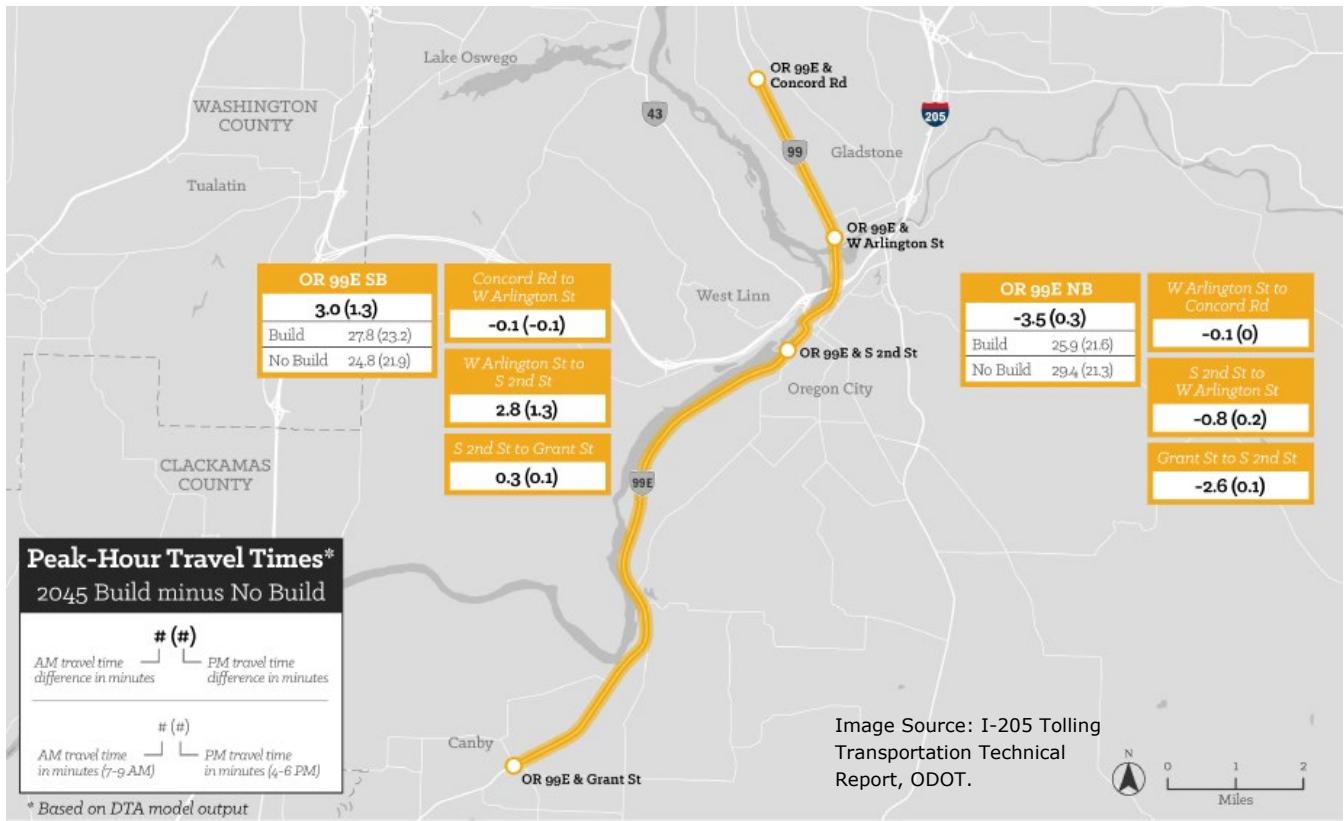 Lake Oswego
OR 99E &
Concord Rd
WASHINGTON
COUNTY
43
205
99
Gladstone
Tualatin
OR 99E &
W Arlington St
West Linn
OR 99E & S 2nd St
Oregon City
OR 99E SB
3.0 (1.3)
Build 27.8 (23.2)
No Build 24.8 (21.9)
Concord Rd to
W Arlington St
-0.1 (-0.1)
W Arlington St to
S 2nd St
2.8 (1.3)
S 2nd St to Grant St
0.3 (0.1)
OR 99E NB
-3.5 (0.3)
Build 25.9 (21.6)
No Build 29.4 (21.3)
W Arlington St to
Concord Rd
-0.1 (0)
S 2nd St to
W Arlington St
-0.8 (0.2)
Grant St to S 2nd St
-2.6 (0.1)
CLACKAMAS
COUNTY
99E
Peak-Hour Travel Times*
2045 Build minus No Build
# (#)
AM travel time
difference in minutes
PM travel time
difference in minutes
# (#)
AM travel time
in minutes (7-9 AM)
PM travel time
in minutes (4-6 PM)
* Based on DTA model output
Canby
OR 99E & Grant St
Image Source: I-205 Tolling
Transportation Technical
Report, ODOT.
N
0 1 2
Miles